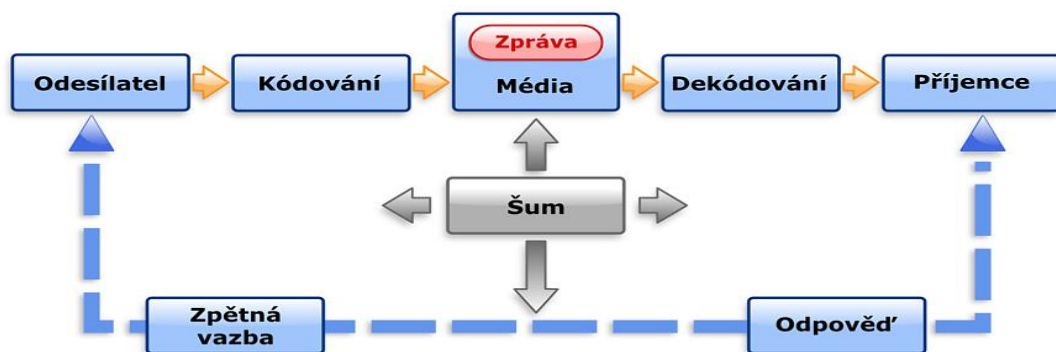 Zpráva
Odesílatel
Kódování
Média
Dekódování
Příjemce
Šum
Zpětná
vazba
Odpověď